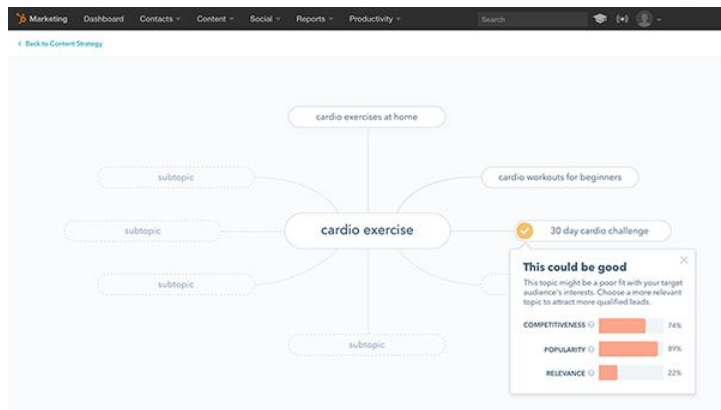 Marketing Dashboard Contacts Content Social Reports Productivity Search
Back to Content Strategy
cardio exercises at home
subtopic
cardio workouts for beginners
subtopic
cardio exercise
30 day cardio challenge
This could be good
This topic might be a poor fit with your target
audience's interests. Choose a more relevant
topic to attract more qualified leads.
subtopic
COMPETITIVENESS 74%
POPULARITY 89%
subtopic
RELEVANCE 22%